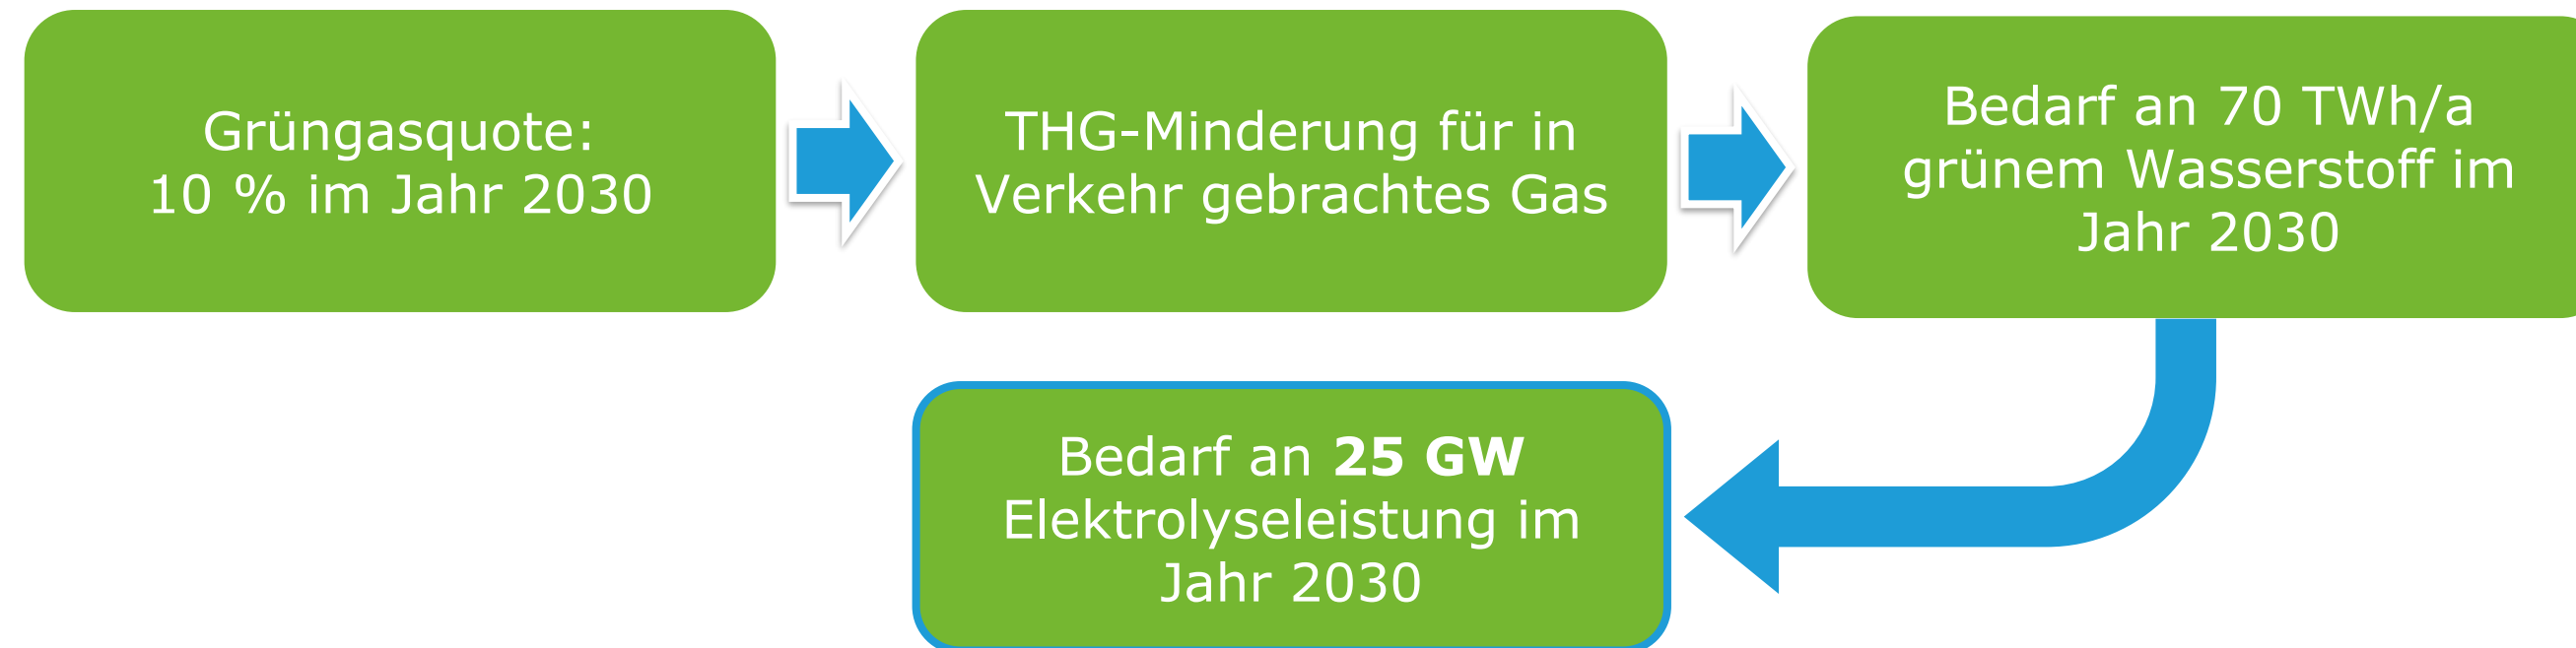 Grüngasquote:
10 % im Jahr 2030
THG-Minderung für in
Verkehr gebrachtes Gas
Bedarf an 70 TWh/a
grünem Wasserstoff im
Jahr 2030
Bedarf an 25 GW
Elektrolyseleistung im
Jahr 2030